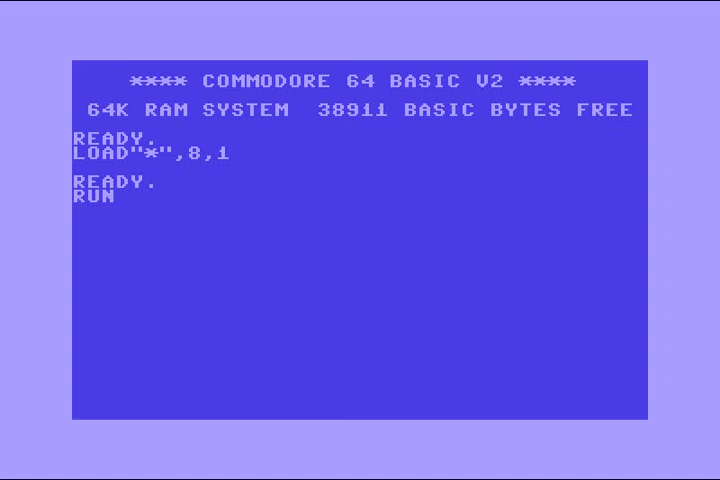 **** COMMODORE 64 BASIC V2 ****
64K RAM SYSTEM  38911 BASIC BYTES FREE
READY.
LOAD"*",8,1
READY.
RUN